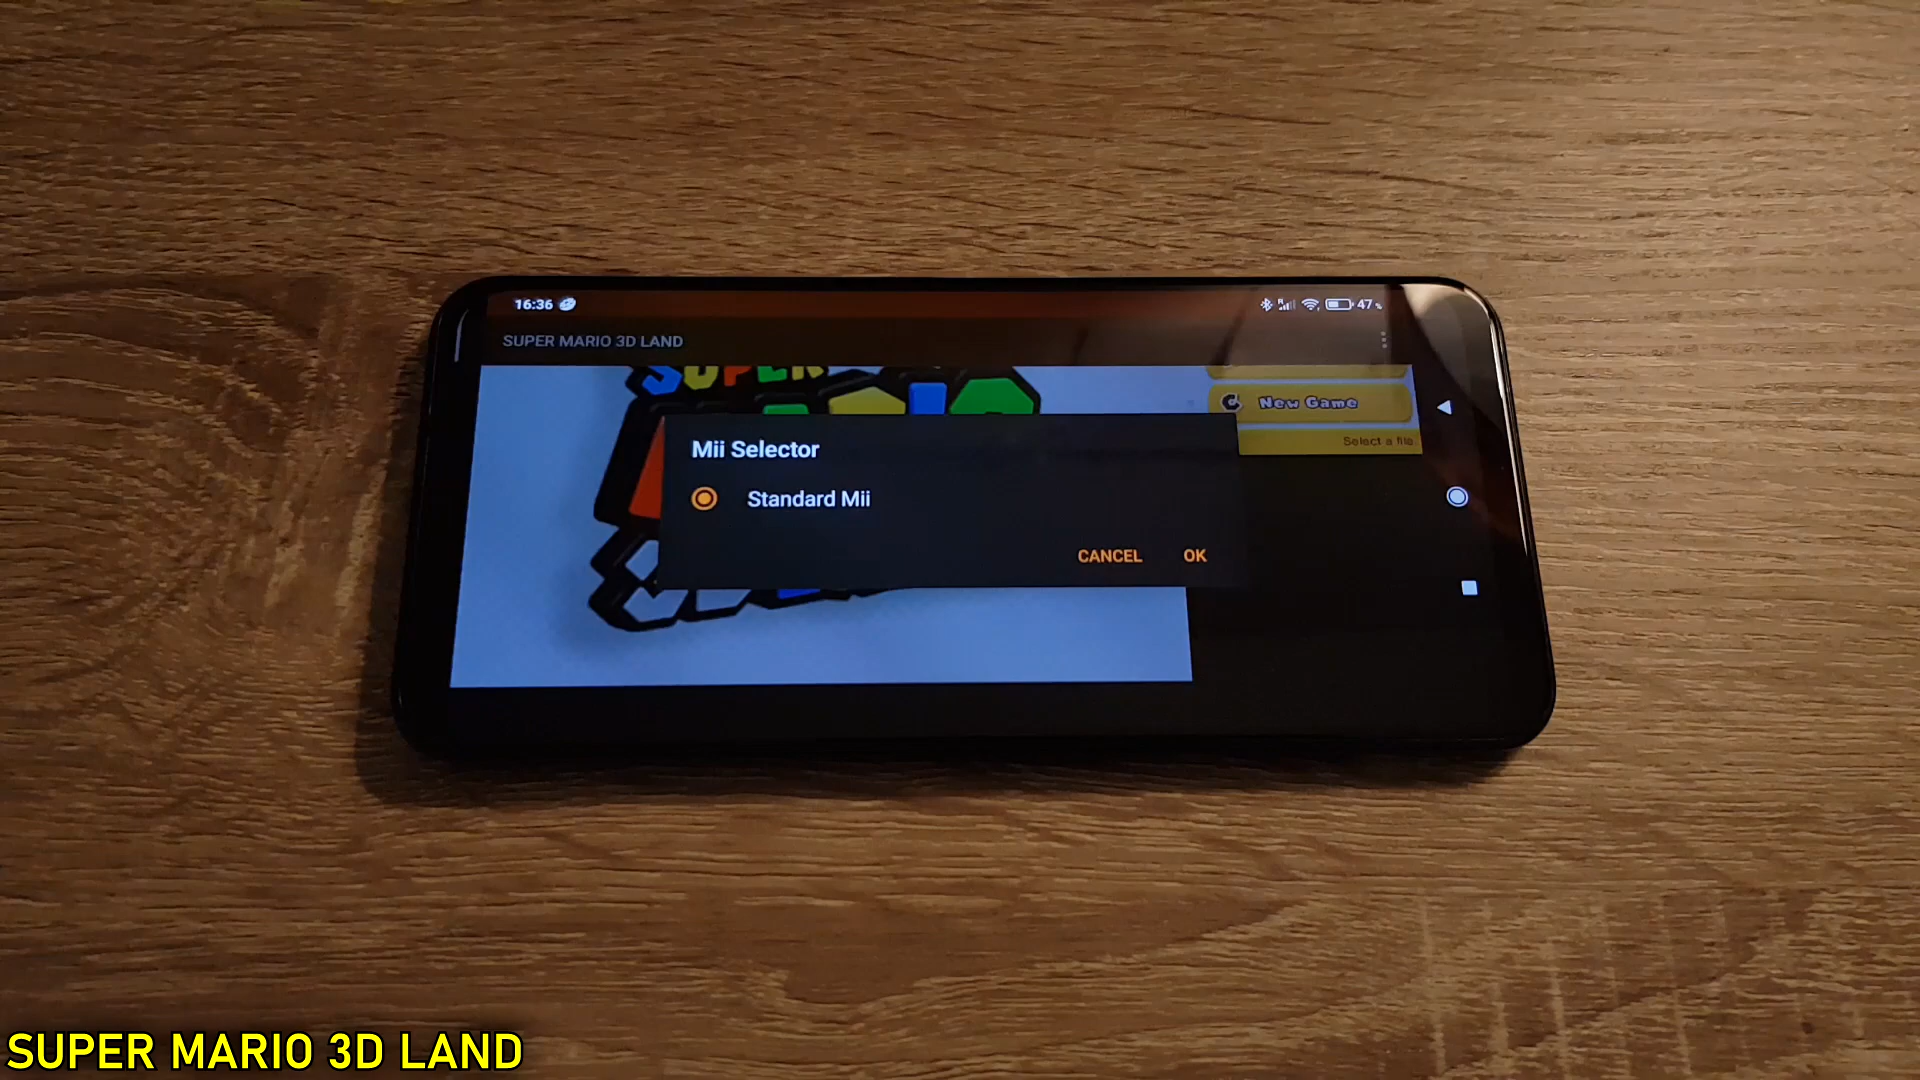 16:36
R
47 %
SUPER MARIO 3D LAND
SUPER
New Game
Select a file.
Mii Selector
Standard Mii
CANCEL
OK
SUPER MARIO 3D LAND